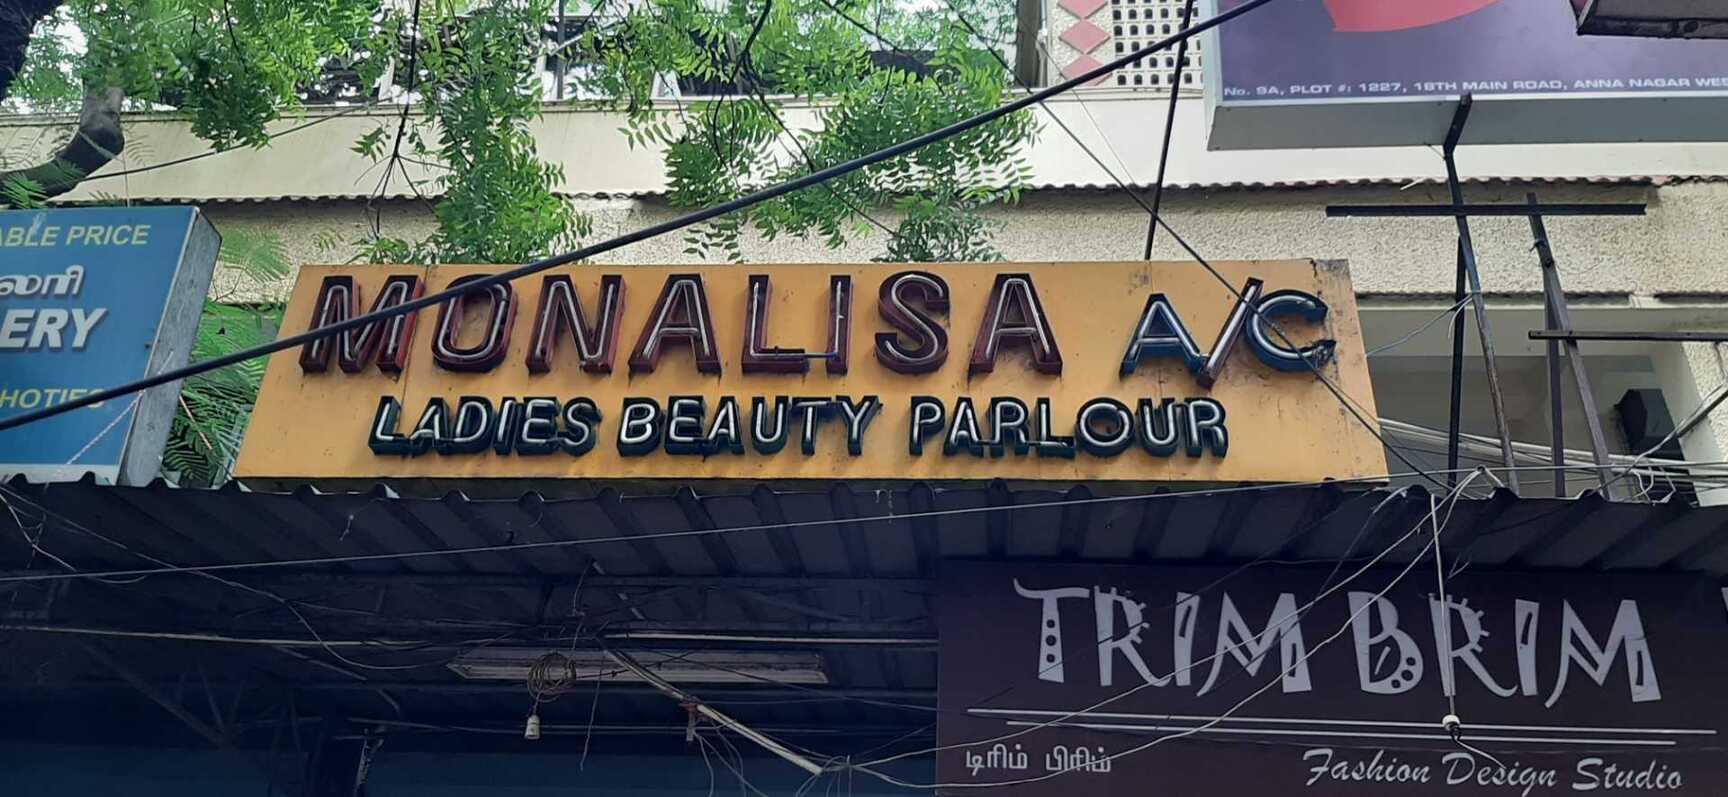 No. 9A, PLOT #: 1227, 18TH MAIN ROAD, ANNA NAGAR
ABLE PRICE
லரி
ERY
HOTIES
MONALISA A/C
LADIES BEAUTY PARLOUR
TRIM BRIM
டிரிம் பிரிம்
Fashion Design Studio